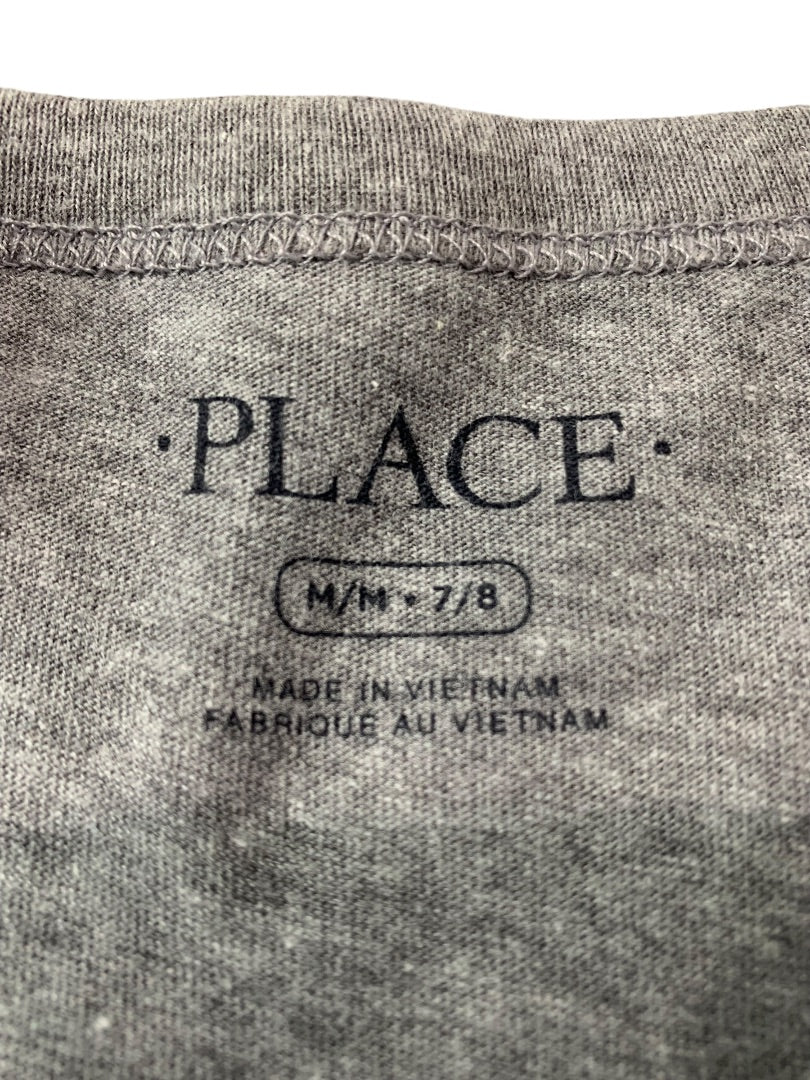 ·PLACE·
M/M • 7/8
MADE IN VIETNAM
FABRIQUE AU VIETNAM